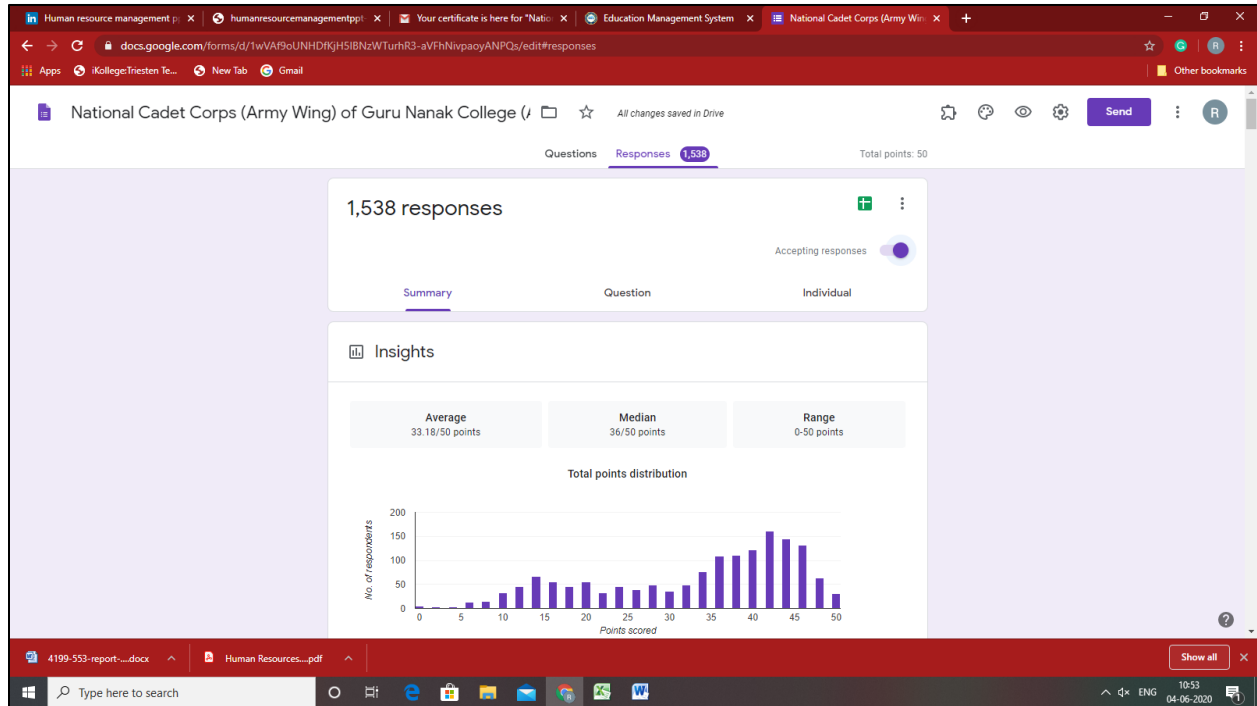 Human resource management pp
humanresourcemanagementppt-
Your certificate is here for "Natio
Education Management System
National Cadet Corps (Army Win
docs.google.com/forms/d/1wVAf9oUNHDfKjH5IBNzWTurhR3-aVFhNivpaoyANPQs/edit#responses
Apps iKollege:Triesten Te... New Tab Gmail Other bookmarks
National Cadet Corps (Army Wing) of Guru Nanak College (A
All changes saved in Drive
Send
R
Questions Responses 1,538 Total points: 50
1,538 responses
Accepting responses
Summary Question Individual
Insights
Average Median Range
33.18/50 points 36/50 points 0-50 points
Total points distribution
No. of respondents
200
150
100
50
0
0 5 10 15 20 25 30 35 40 45 50
Points scored
4199-553-report-....docx Human Resources....pdf Show all
Type here to search
ENG 10:53
04-06-2020